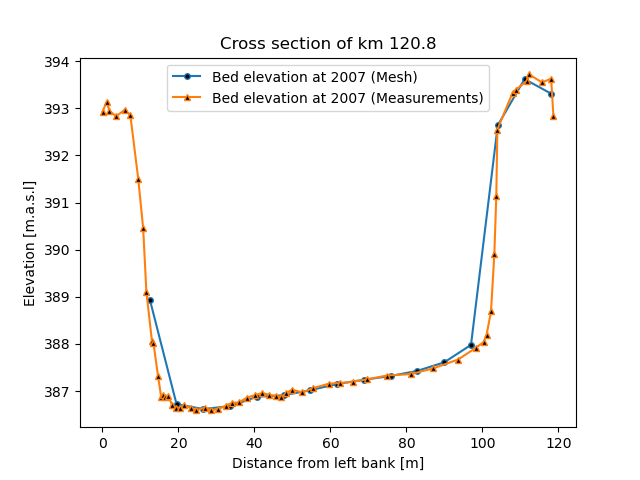 Cross section of km 120.8
Bed elevation at 2007 (Mesh)
Bed elevation at 2007 (Measurements)
Elevation [m.a.s.l]
394
393
392
391
390
389
388
387
0 20 40 60 80 100 120
Distance from left bank [m]